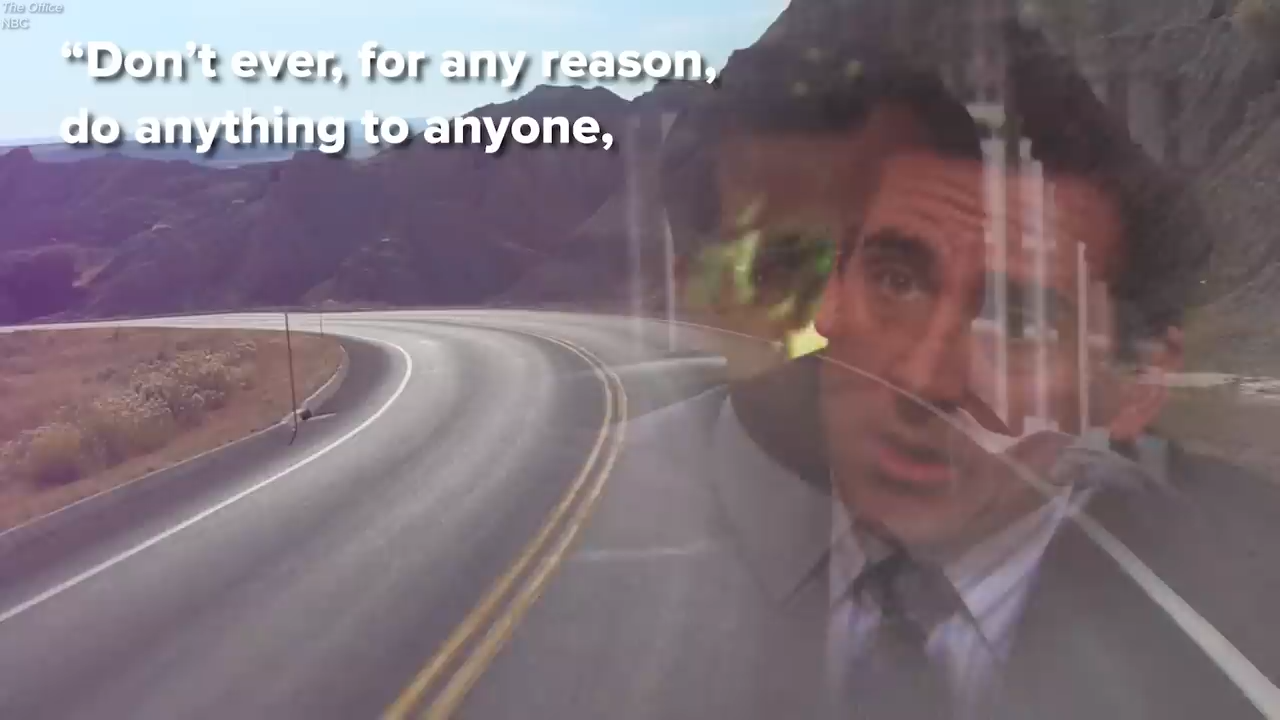 The Office
NBC
“Don’t ever, for any reason,
do anything to anyone,